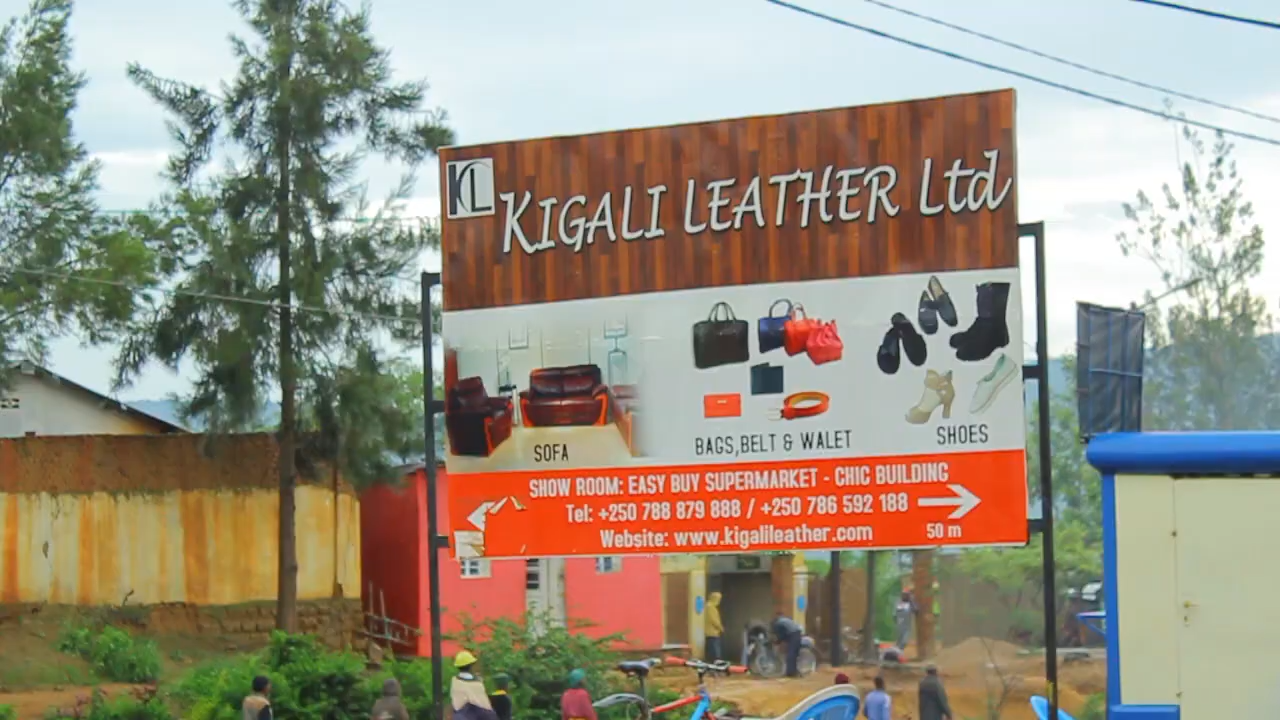 KL
KIGALI LEATHER Ltd
SOFA
BAGS,BELT & WALET
SHOES
SHOW ROOM: EASY BUY SUPERMARKET - CHIC BUILDING
Tel: +250 788 879 888 / +250 786 592 188
Website: www.kigalileather.com
50 m